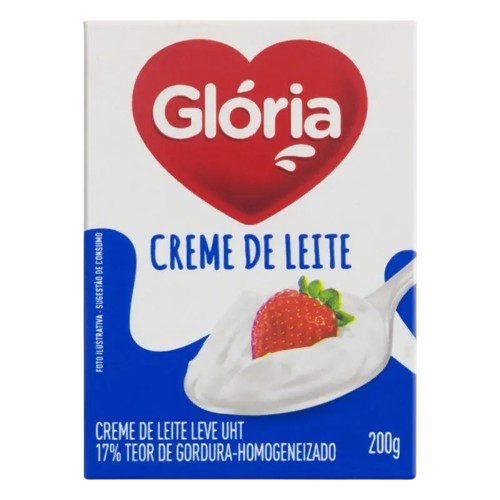 Glória
CREME DE LEITE
FOTO ILUSTRATIVA - SUGESTÃO DE CONSUMO
CREME DE LEITE LEVE UHT
17% TEOR DE GORDURA-HOMOGENEIZADO
200g